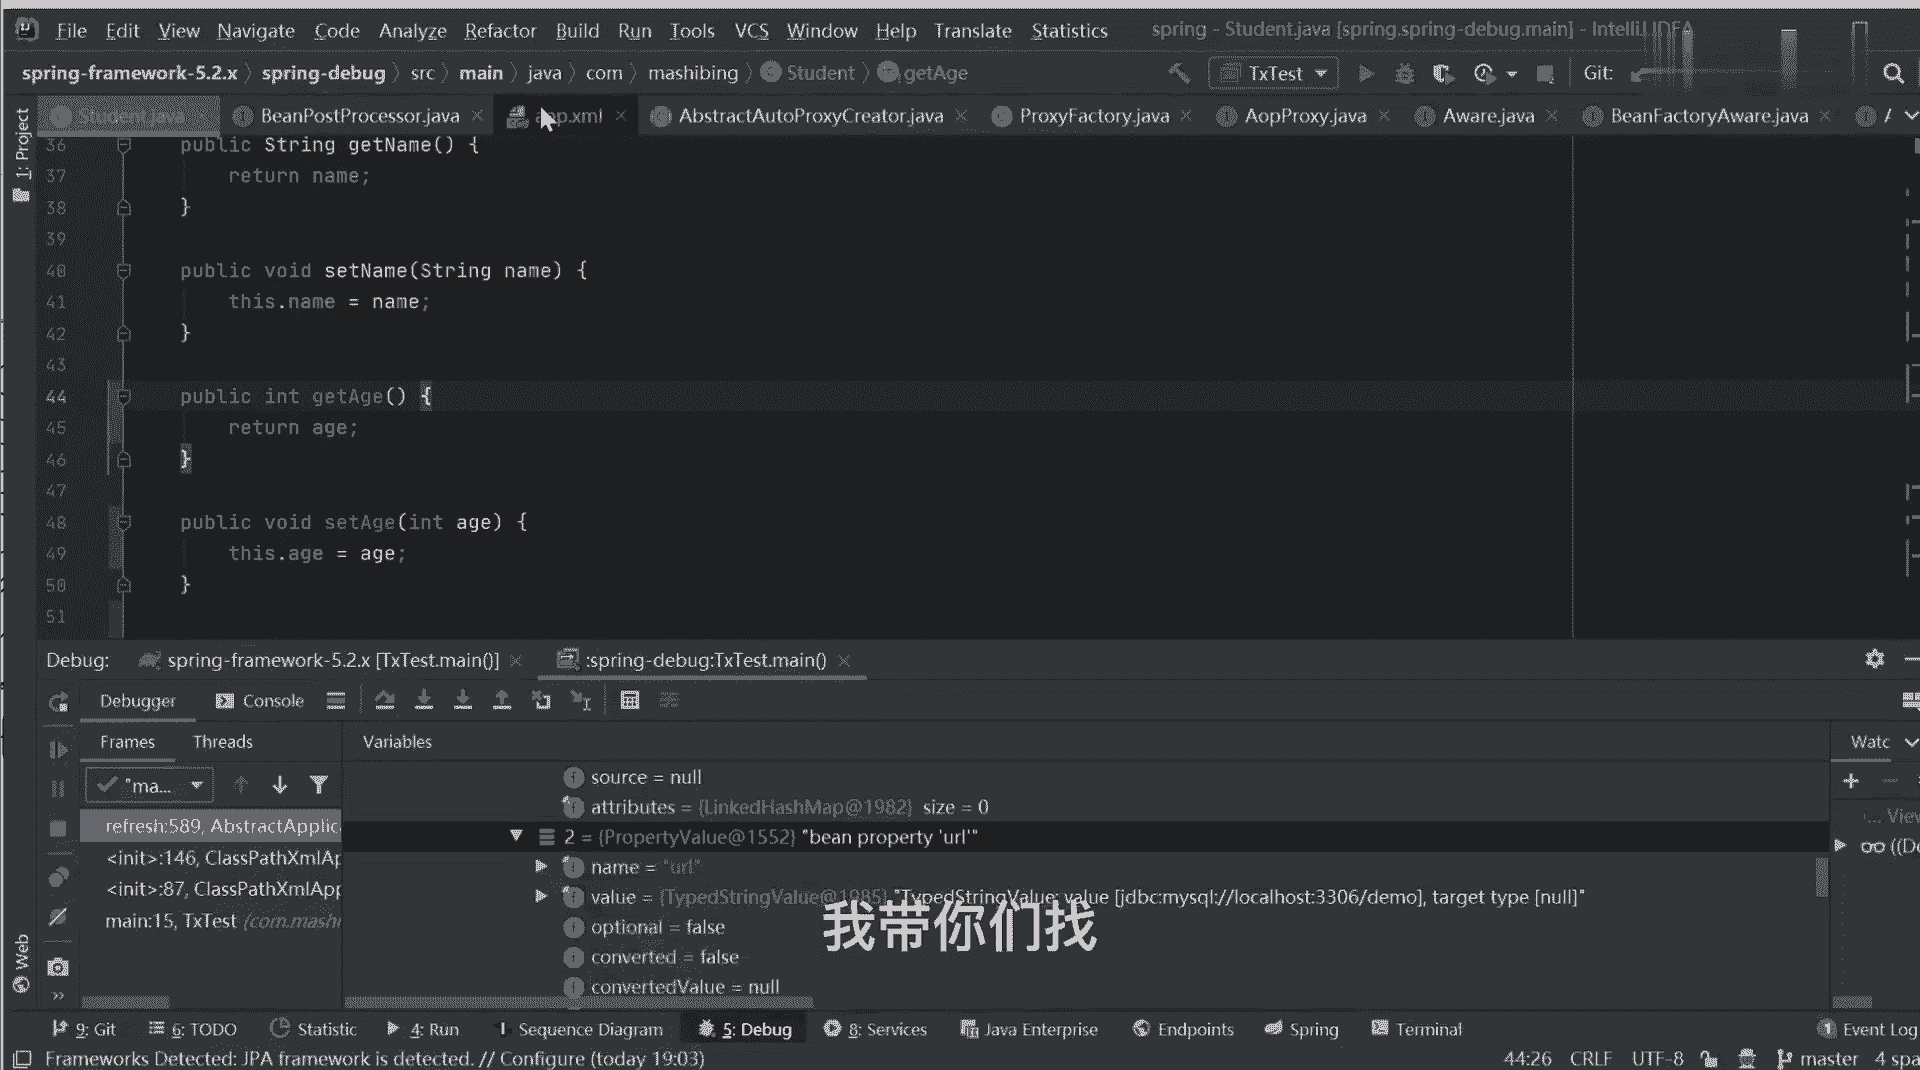 File Edit View Navigate Code Analyze Refactor Build Run Tools VCS Window Help Translate Statistics spring - Student.java [spring.spring-debug.main] - IntelliJ IDEA
spring-framework-5.2.x spring-debug src main java com mashibing Student getAge TxTest Git:
Student.java BeanPostProcessor.java aop.xml AbstractAutoProxyCreator.java ProxyFactory.java AopProxy.java Aware.java BeanFactoryAware.java
1: Project
36 public String getName() {
37 return name;
38 }
39
40 public void setName(String name) {
41 this.name = name;
42 }
43
44 public int getAge() {
45 return age;
46 }
47
48 public void setAge(int age) {
49 this.age = age;
50 }
51
Debug: spring-framework-5.2.x [TxTest.main()] :spring-debug:TxTest.main()
Debugger Console
Frames Threads Variables Watc
"ma... source = null
attributes = {LinkedHashMap@1982} size = 0
refresh:589, AbstractApplic
2 = {PropertyValue@1552} "bean property 'url'"
<init>:146, ClassPathXmlAp
name = "url"
<init>:87, ClassPathXmlApp
value = {TypedStringValue@1985} "TypedStringValue: value [jdbc:mysql://localhost:3306/demo], target type [null]"
main:15, TxTest (com.mashi
optional = false
我带你们找
converted = false
convertedValue = null
Web
9: Git 6: TODO Statistic 4: Run Sequence Diagram 5: Debug 8: Services Java Enterprise Endpoints Spring Terminal 1 Event Log
Frameworks Detected: JPA framework is detected. // Configure (today 19:03) 44:26 CRLF UTF-8 master 4 spa